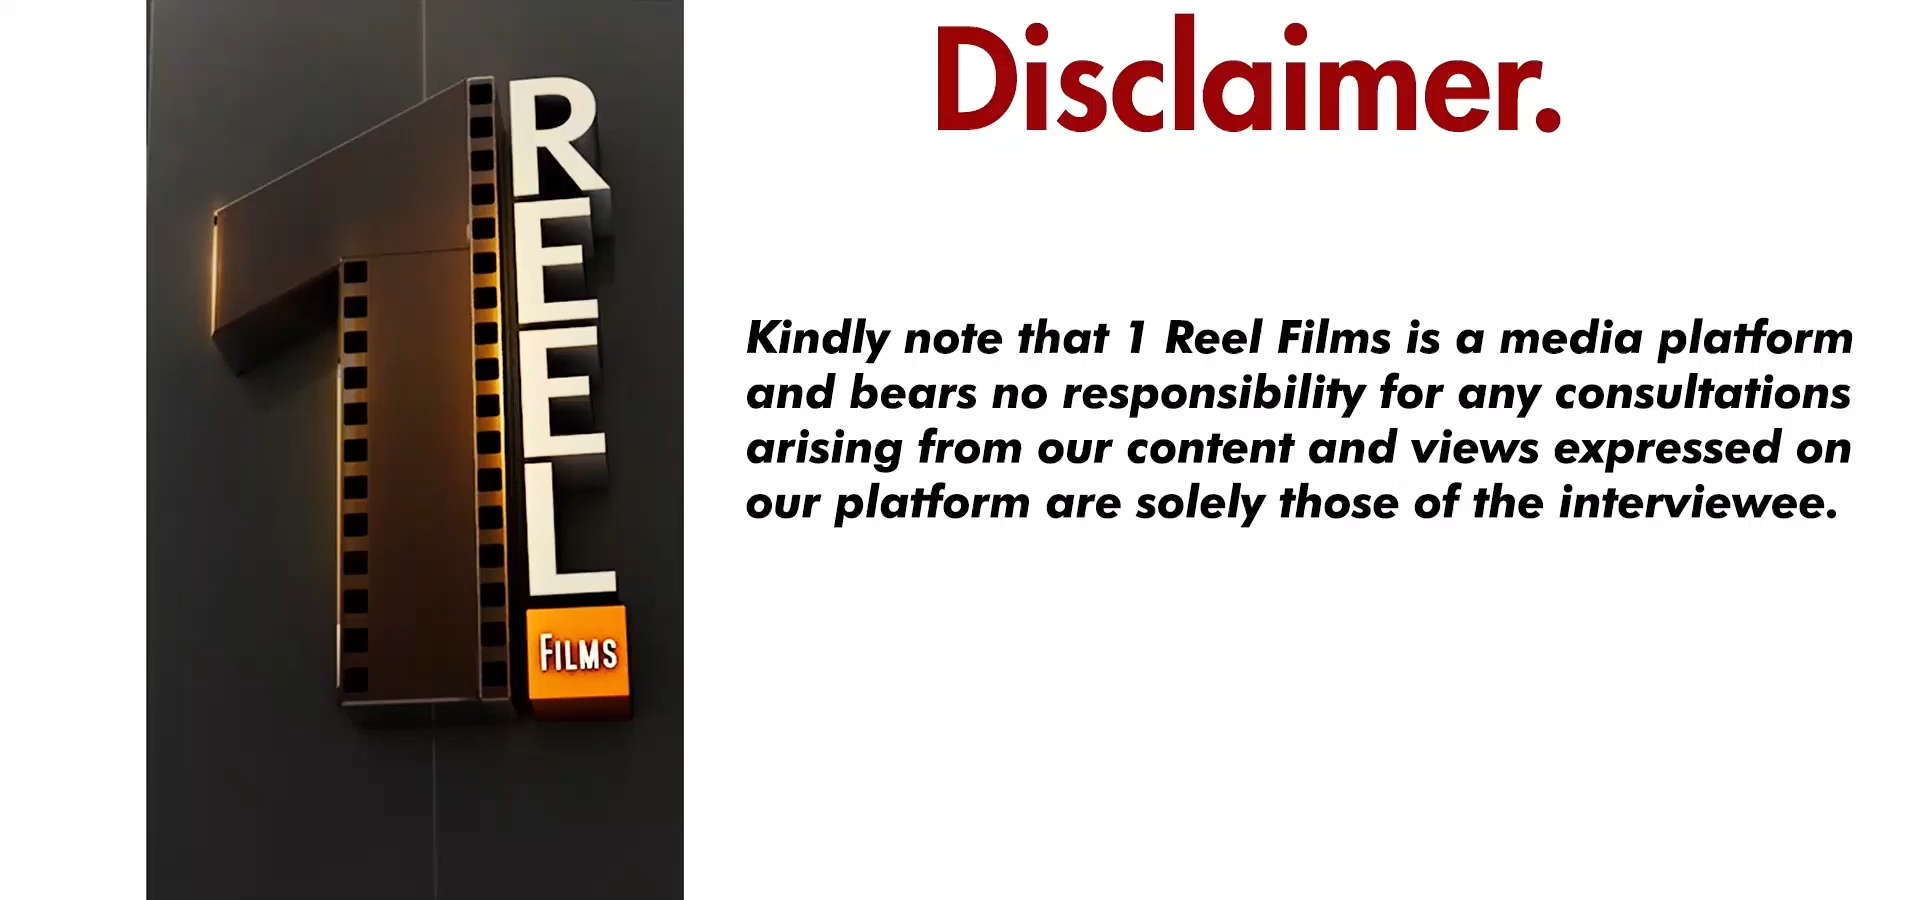 REEL
FILMS
Disclaimer.
Kindly note that 1 Reel Films is a media platform
and bears no responsibility for any consultations
arising from our content and views expressed on
our platform are solely those of the interviewee.